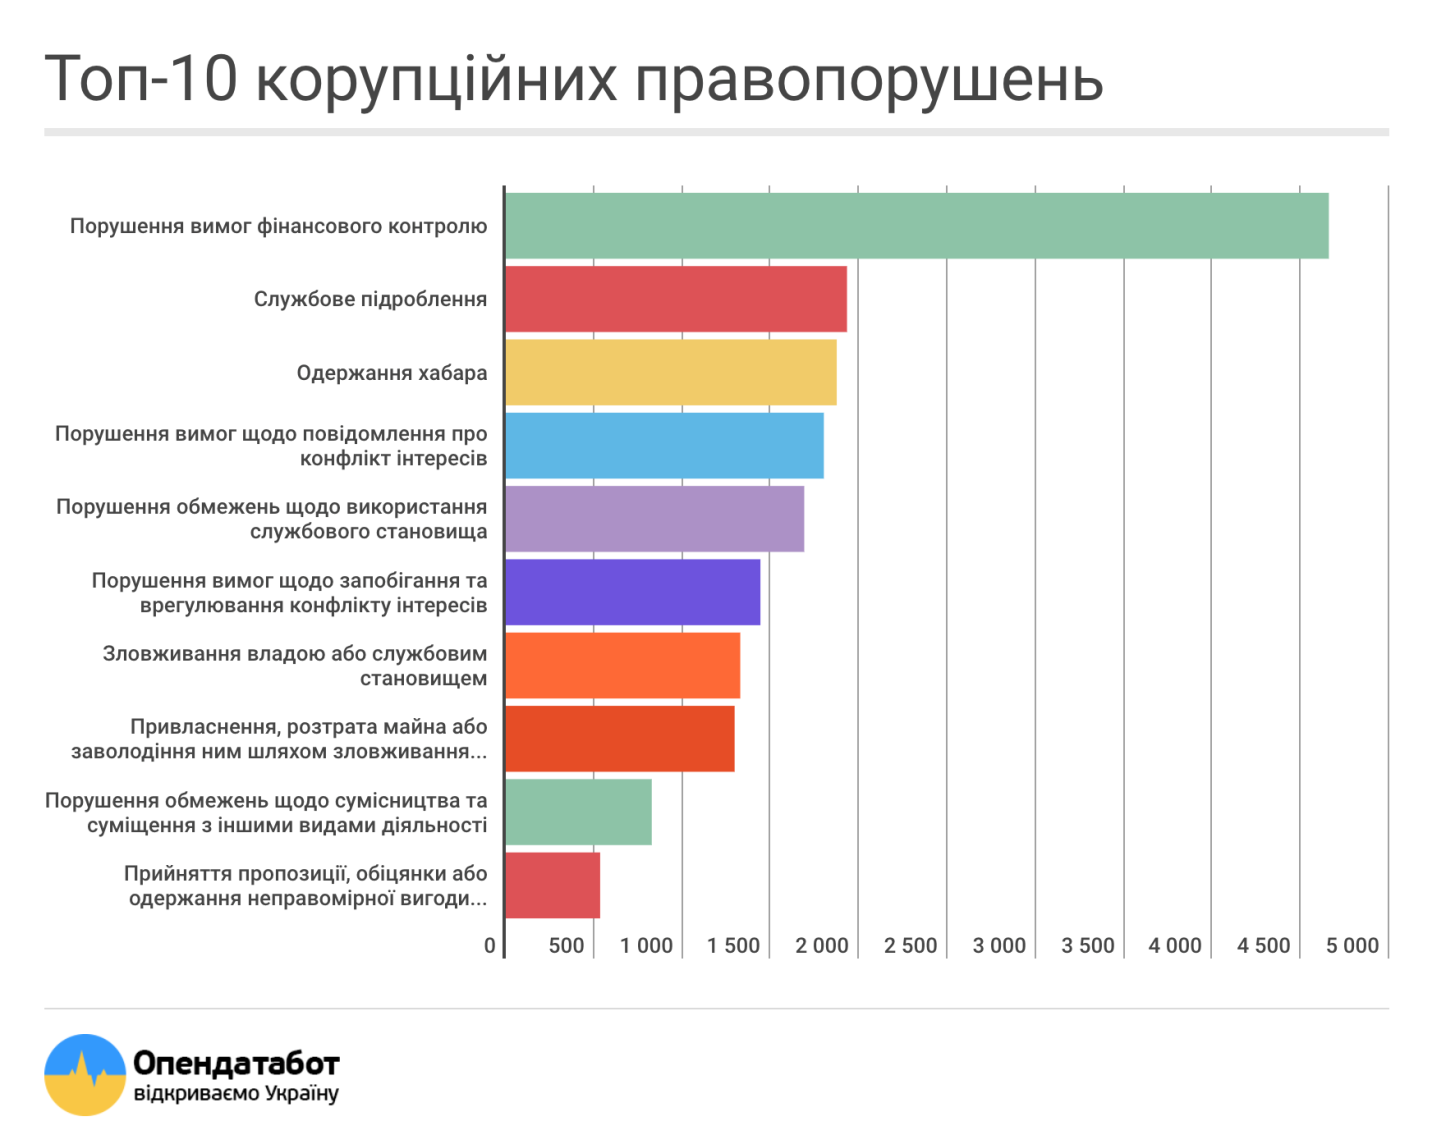 Топ-10 корупційних правопорушень
Порушення вимог фінансового контролю
Службове підроблення
Одержання хабара
Порушення вимог щодо повідомлення про
конфлікт інтересів
Порушення обмежень щодо використання
службового становища
Порушення вимог щодо запобігання та
врегулювання конфлікту інтересів
Зловживання владою або службовим
становищем
Привласнення, розтрата майна або
заволодіння ним шляхом зловживання...
Порушення обмежень щодо сумісництва та
суміщення з іншими видами діяльності
Прийняття пропозиції, обіцянки або
одержання неправомірної вигоди...
0 500 1 000 1 500 2 000 2 500 3 000 3 500 4 000 4 500 5 000
Опендатабот
відкриваємо Україну